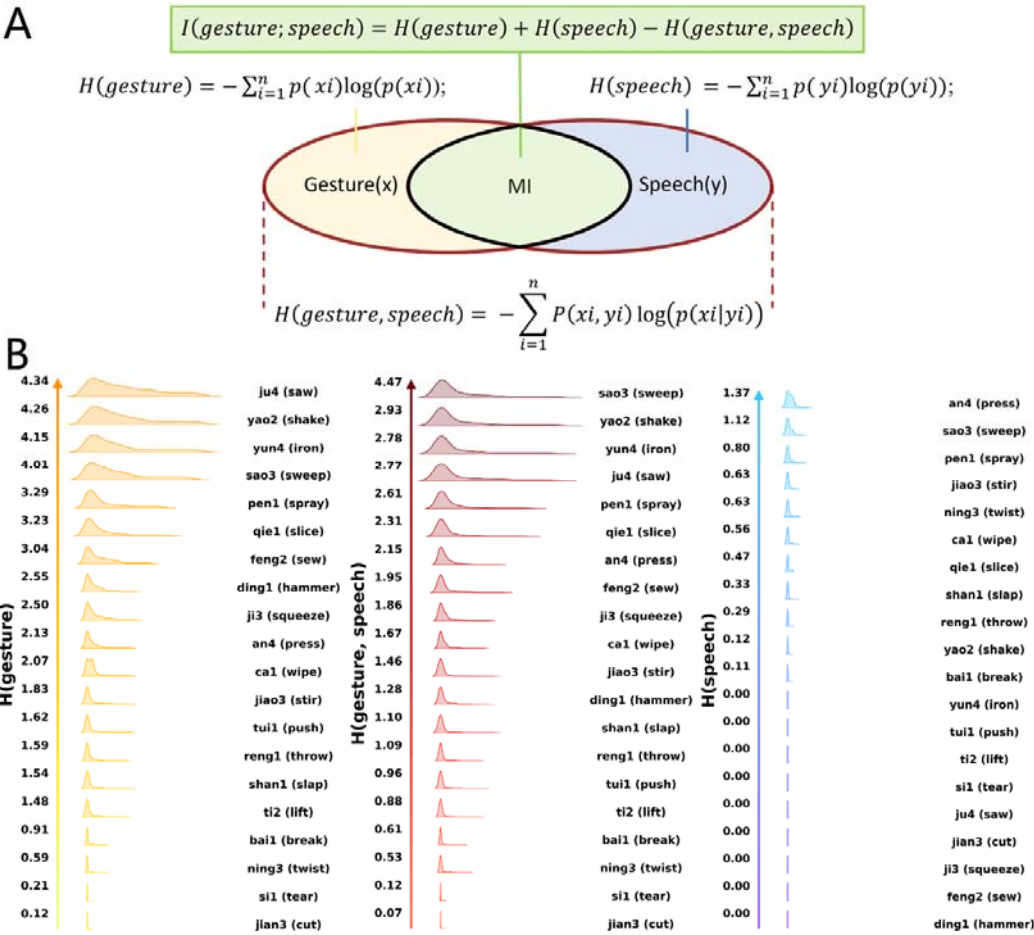 A
I(gesture; speech) = H(gesture) + H(speech) − H(gesture, speech)
H(gesture) = −∑ⁿᵢ₌₁ p( xi)log(p(xi));
H(speech) = −∑ⁿᵢ₌₁ p( yi)log(p(yi));
Gesture(x)
MI
Speech(y)
H(gesture, speech) = − ∑ⁿᵢ₌₁ P(xi, yi) log(p(xi|yi))
B
H(gesture)
4.34 ju4 (saw)
4.26 yao2 (shake)
4.15 yun4 (iron)
4.01 sao3 (sweep)
3.29 pen1 (spray)
3.23 qie1 (slice)
3.04 feng2 (sew)
2.55 ding1 (hammer)
2.50 ji3 (squeeze)
2.13 an4 (press)
2.07 ca1 (wipe)
1.83 jiao3 (stir)
1.62 tui1 (push)
1.59 reng1 (throw)
1.54 shan1 (slap)
1.48 ti2 (lift)
0.91 bai1 (break)
0.59 ning3 (twist)
0.21 si1 (tear)
0.12 jian3 (cut)
H(gesture, speech)
4.47 sao3 (sweep)
2.93 yao2 (shake)
2.78 yun4 (iron)
2.77 ju4 (saw)
2.61 pen1 (spray)
2.31 qie1 (slice)
2.15 an4 (press)
1.95 feng2 (sew)
1.86 ji3 (squeeze)
1.67 ca1 (wipe)
1.46 jiao3 (stir)
1.28 ding1 (hammer)
1.10 shan1 (slap)
1.09 reng1 (throw)
0.96 tui1 (push)
0.88 ti2 (lift)
0.61 bai1 (break)
0.53 ning3 (twist)
0.12 si1 (tear)
0.07 jian3 (cut)
H(speech)
1.37 an4 (press)
1.12 sao3 (sweep)
0.80 pen1 (spray)
0.63 jiao3 (stir)
0.63 ning3 (twist)
0.56 ca1 (wipe)
0.47 qie1 (slice)
0.33 shan1 (slap)
0.29 reng1 (throw)
0.12 yao2 (shake)
0.11 bai1 (break)
0.00 yun4 (iron)
0.00 tui1 (push)
0.00 ti2 (lift)
0.00 si1 (tear)
0.00 ju4 (saw)
0.00 jian3 (cut)
0.00 ji3 (squeeze)
0.00 feng2 (sew)
0.00 ding1 (hammer)